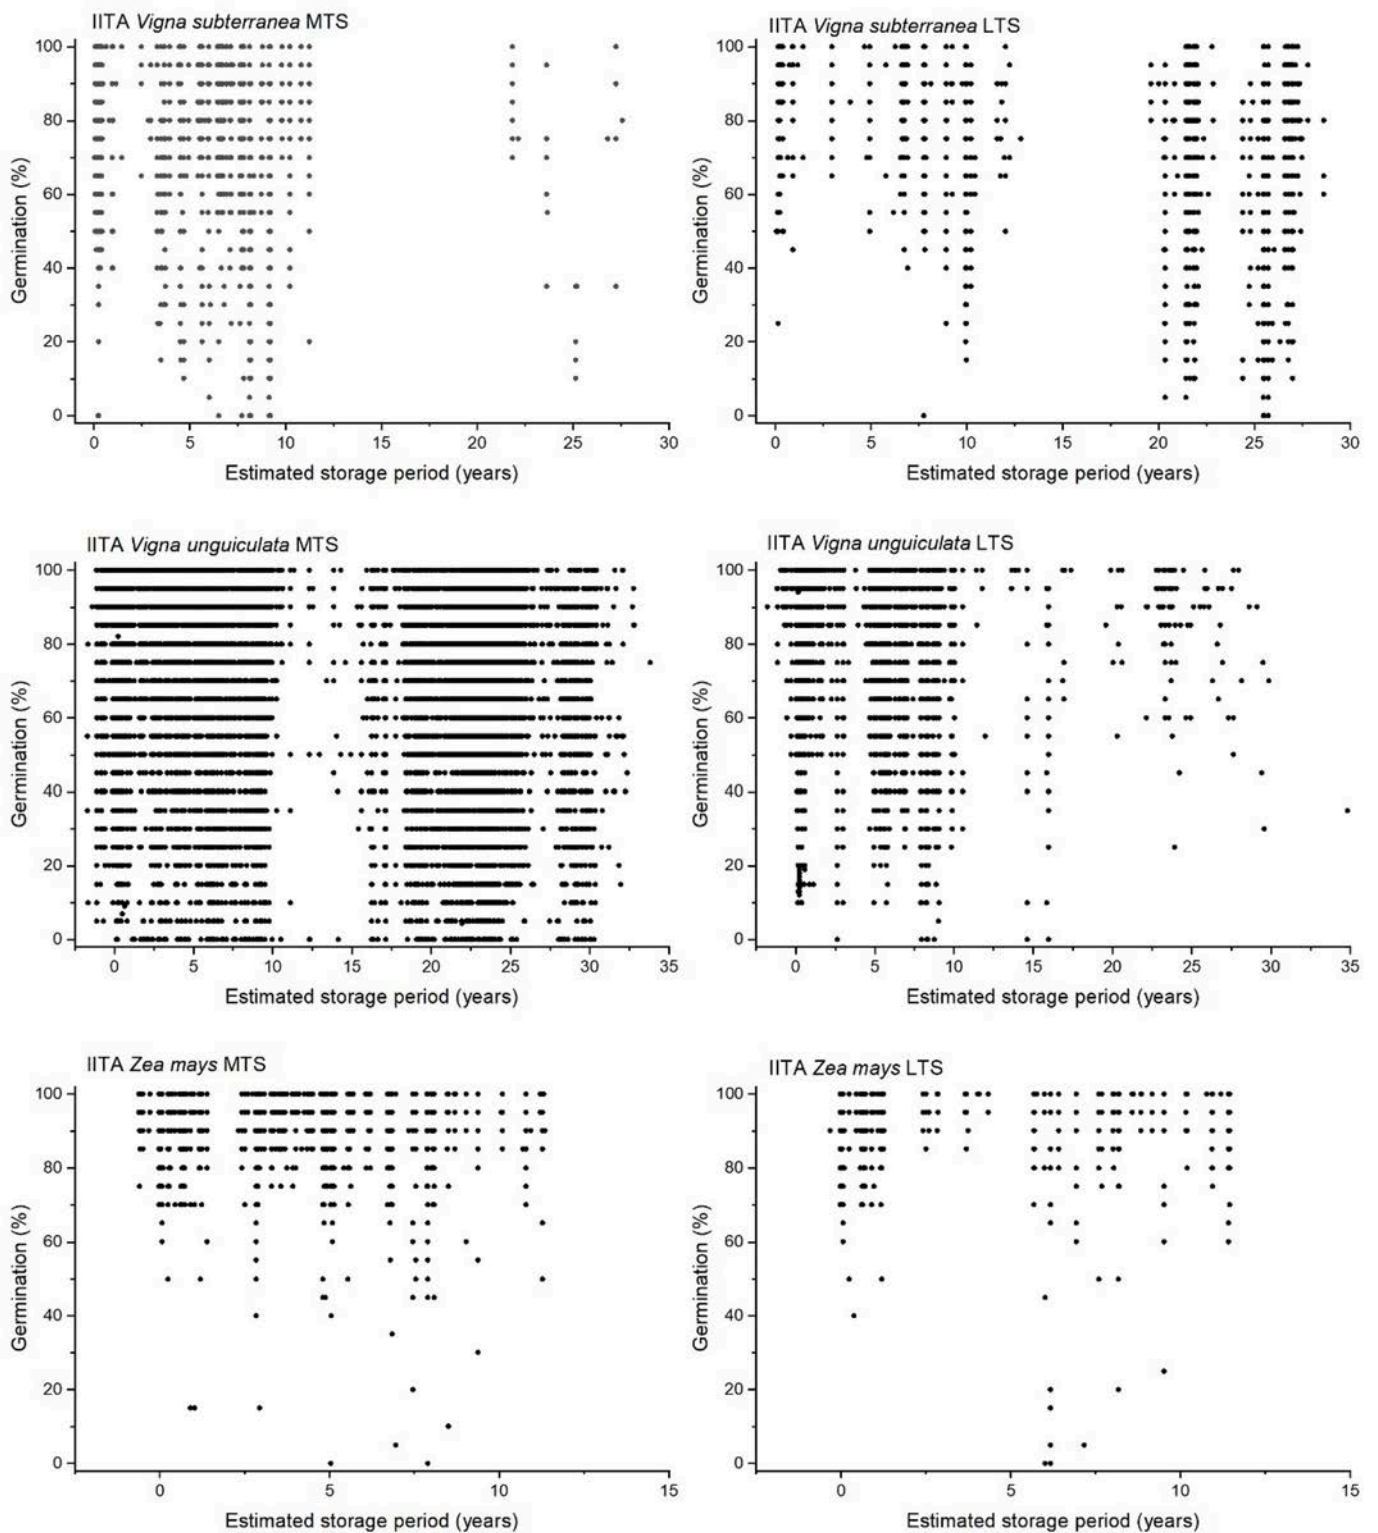 IITA Vigna subterranea MTS
100
80
60
40
20
0
Germination (%)
0 5 10 15 20 25 30
Estimated storage period (years)
IITA Vigna subterranea LTS
100
80
60
40
20
0
Germination (%)
0 5 10 15 20 25 30
Estimated storage period (years)
IITA Vigna unguiculata MTS
100
80
60
40
20
0
Germination (%)
0 5 10 15 20 25 30 35
Estimated storage period (years)
IITA Vigna unguiculata LTS
100
80
60
40
20
0
Germination (%)
0 5 10 15 20 25 30 35
Estimated storage period (years)
IITA Zea mays MTS
100
80
60
40
20
0
Germination (%)
0 5 10 15
Estimated storage period (years)
IITA Zea mays LTS
100
80
60
40
20
0
Germination (%)
0 5 10 15
Estimated storage period (years)